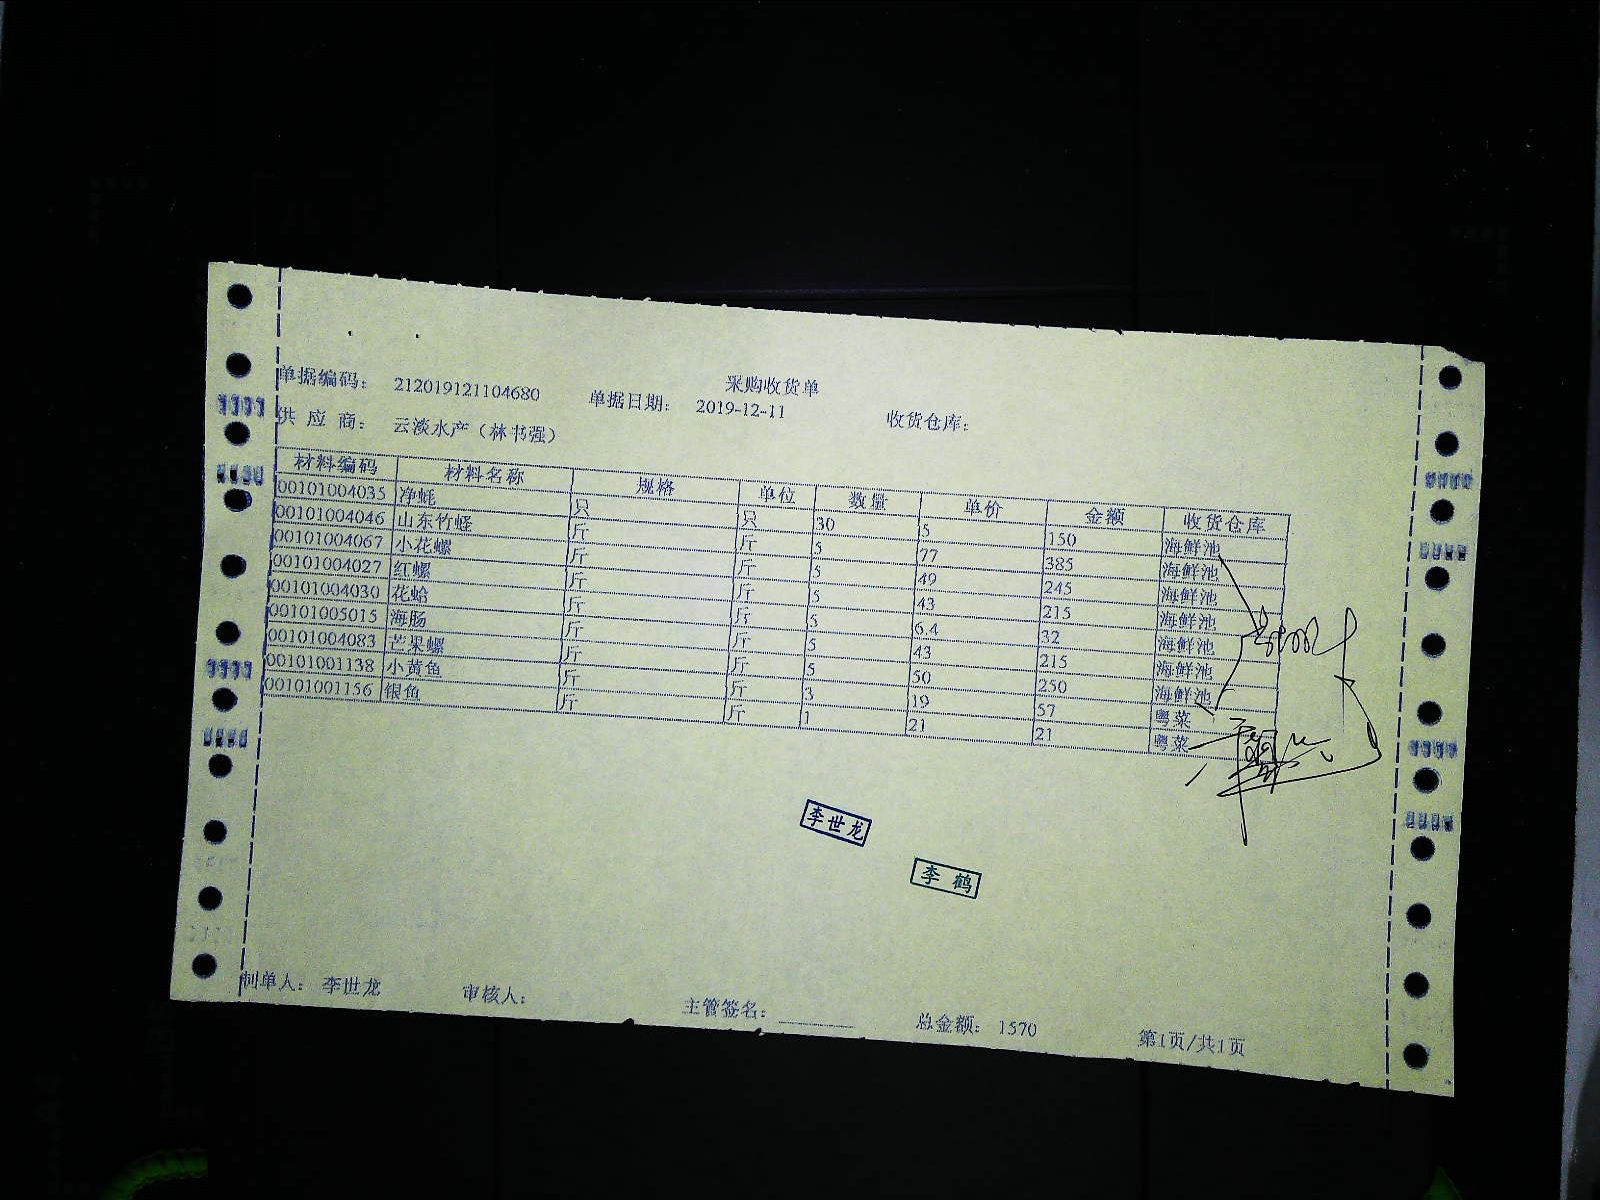 采购收货单
单据编码： 212019121104680 单据日期： 2019-12-11 收货仓库：
供 应 商： 云淡水产（林书强）
材料编码 材料名称 规格 单位 数量 单价 金额 收货仓库
00101004035 净蚝 只 只 30 5 150 海鲜池
00101004046 山东竹蛏 斤 斤 5 77 385 海鲜池
00101004067 小花螺 斤 斤 5 49 245 海鲜池
00101004027 红螺 斤 斤 5 43 215 海鲜池
00101004030 花蛤 斤 斤 5 6.4 32 海鲜池
00101005015 海肠 斤 斤 5 43 215 海鲜池
00101004083 芒果螺 斤 斤 5 50 250 海鲜池
00101001138 小黄鱼 斤 斤 3 19 57 粤菜
00101001156 银鱼 斤 斤 1 21 21 粤菜
李世龙
李 鹤
制单人： 李世龙 审核人： 主管签名： 总金额： 1570 第1页/共1页